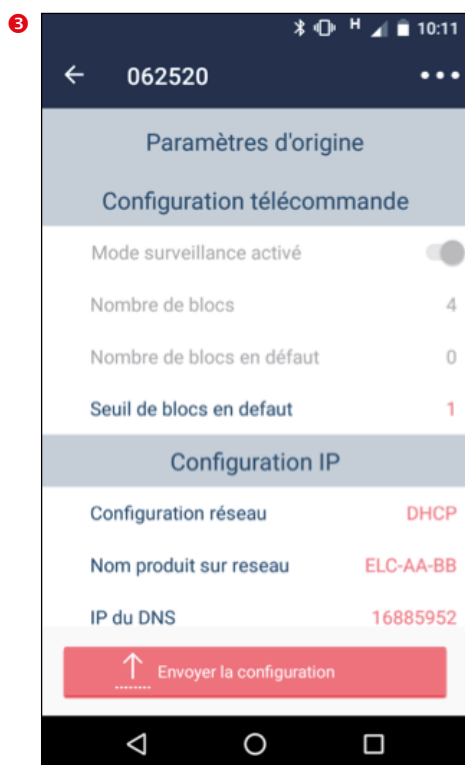 ❸
H 10:11
062520
Paramètres d'origine
Configuration télécommande
Mode surveillance activé
Nombre de blocs 4
Nombre de blocs en défaut 0
Seuil de blocs en defaut 1
Configuration IP
Configuration réseau DHCP
Nom produit sur reseau ELC-AA-BB
IP du DNS 16885952
Envoyer la configuration